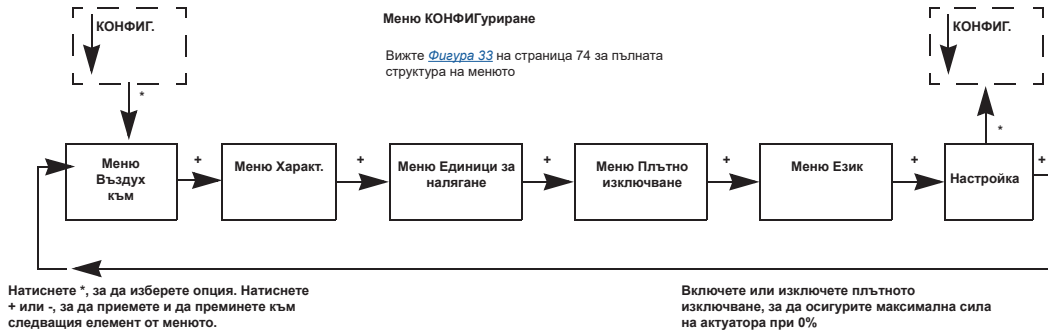 КОНФИГ.
Меню КОНФИГуриране
Вижте Фигура 33 на страница 74 за пълната
структура на менюто
КОНФИГ.
*
*
Меню
Въздух
към
+
Меню Характ.
+
Меню Единици за
налягане
+
Меню Плътно
изключване
+
Меню Език
+
Настройка
+
Натиснете *, за да изберете опция. Натиснете
+ или -, за да приемете и да преминете към
следващия елемент от менюто.
Включете или изключете плътното
изключване, за да осигурите максимална сила
на актуатора при 0%